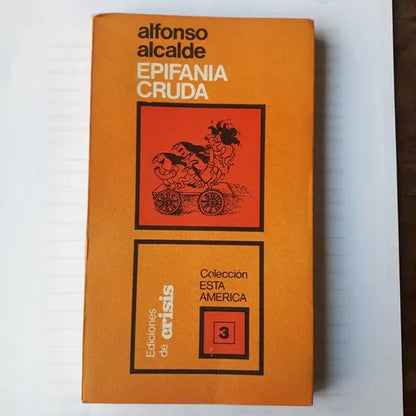 alfonso
alcalde
EPIFANIA
CRUDA
Ediciones
de crisis
Colección
ESTA
AMERICA
3